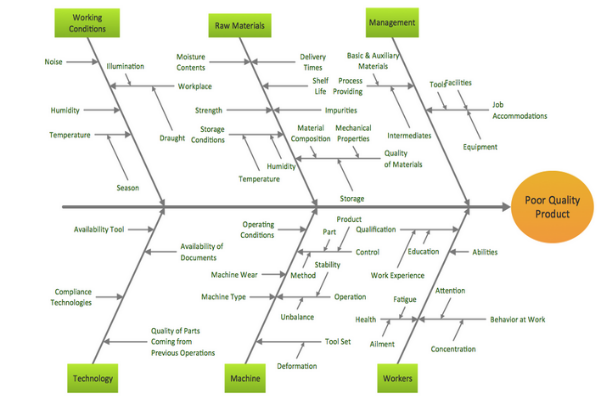 Working
Conditions
Raw Materials
Management
Noise
Illumination
Workplace
Humidity
Temperature
Draught
Season
Moisture
Contents
Delivery
Times
Shelf
Life
Strength
Impurities
Storage
Conditions
Humidity
Temperature
Material
Composition
Mechanical
Properties
Quality
of Materials
Storage
Basic & Auxiliary
Materials
Process
Providing
Intermediates
Tools
Facilities
Job
Accommodations
Equipment
Poor Quality
Product
Availability Tool
Availability of
Documents
Compliance
Technologies
Quality of Parts
Coming from
Previous Operations
Technology
Operating
Conditions
Product
Part
Control
Method
Stability
Machine Wear
Machine Type
Operation
Unbalance
Tool Set
Deformation
Machine
Qualification
Education
Work Experience
Abilities
Attention
Fatigue
Health
Behavior at Work
Ailment
Concentration
Workers